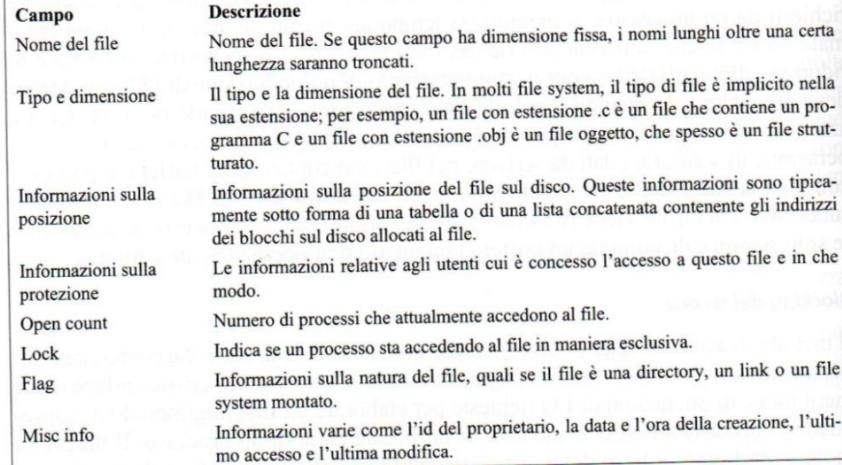 Campo Descrizione
Nome del file Nome del file. Se questo campo ha dimensione fissa, i nomi lunghi oltre una certa
lunghezza saranno troncati.
Tipo e dimensione Il tipo e la dimensione del file. In molti file system, il tipo di file è implicito nella
sua estensione; per esempio, un file con estensione .c è un file che contiene un pro-
gramma C e un file con estensione .obj è un file oggetto, che spesso è un file strut-
turato.
Informazioni sulla Informazioni sulla posizione del file sul disco. Queste informazioni sono tipica-
posizione mente sotto forma di una tabella o di una lista concatenata contenente gli indirizzi
dei blocchi sul disco allocati al file.
Informazioni sulla Le informazioni relative agli utenti cui è concesso l'accesso a questo file e in che
protezione modo.
Open count Numero di processi che attualmente accedono al file.
Lock Indica se un processo sta accedendo al file in maniera esclusiva.
Flag Informazioni sulla natura del file, quali se il file è una directory, un link o un file
system montato.
Misc info Informazioni varie come l'id del proprietario, la data e l'ora della creazione, l'ulti-
mo accesso e l'ultima modifica.